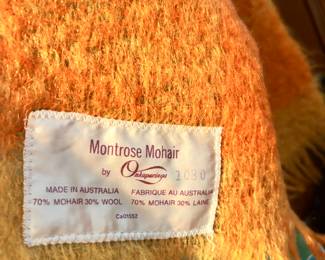 Montrose Mohair
by Onkaparinga 1030
MADE IN AUSTRALIA FABRIQUE AU AUSTRALIA
70% MOHAIR 30% WOOL 70% MOHAIR 30% LAINE
Ca01552